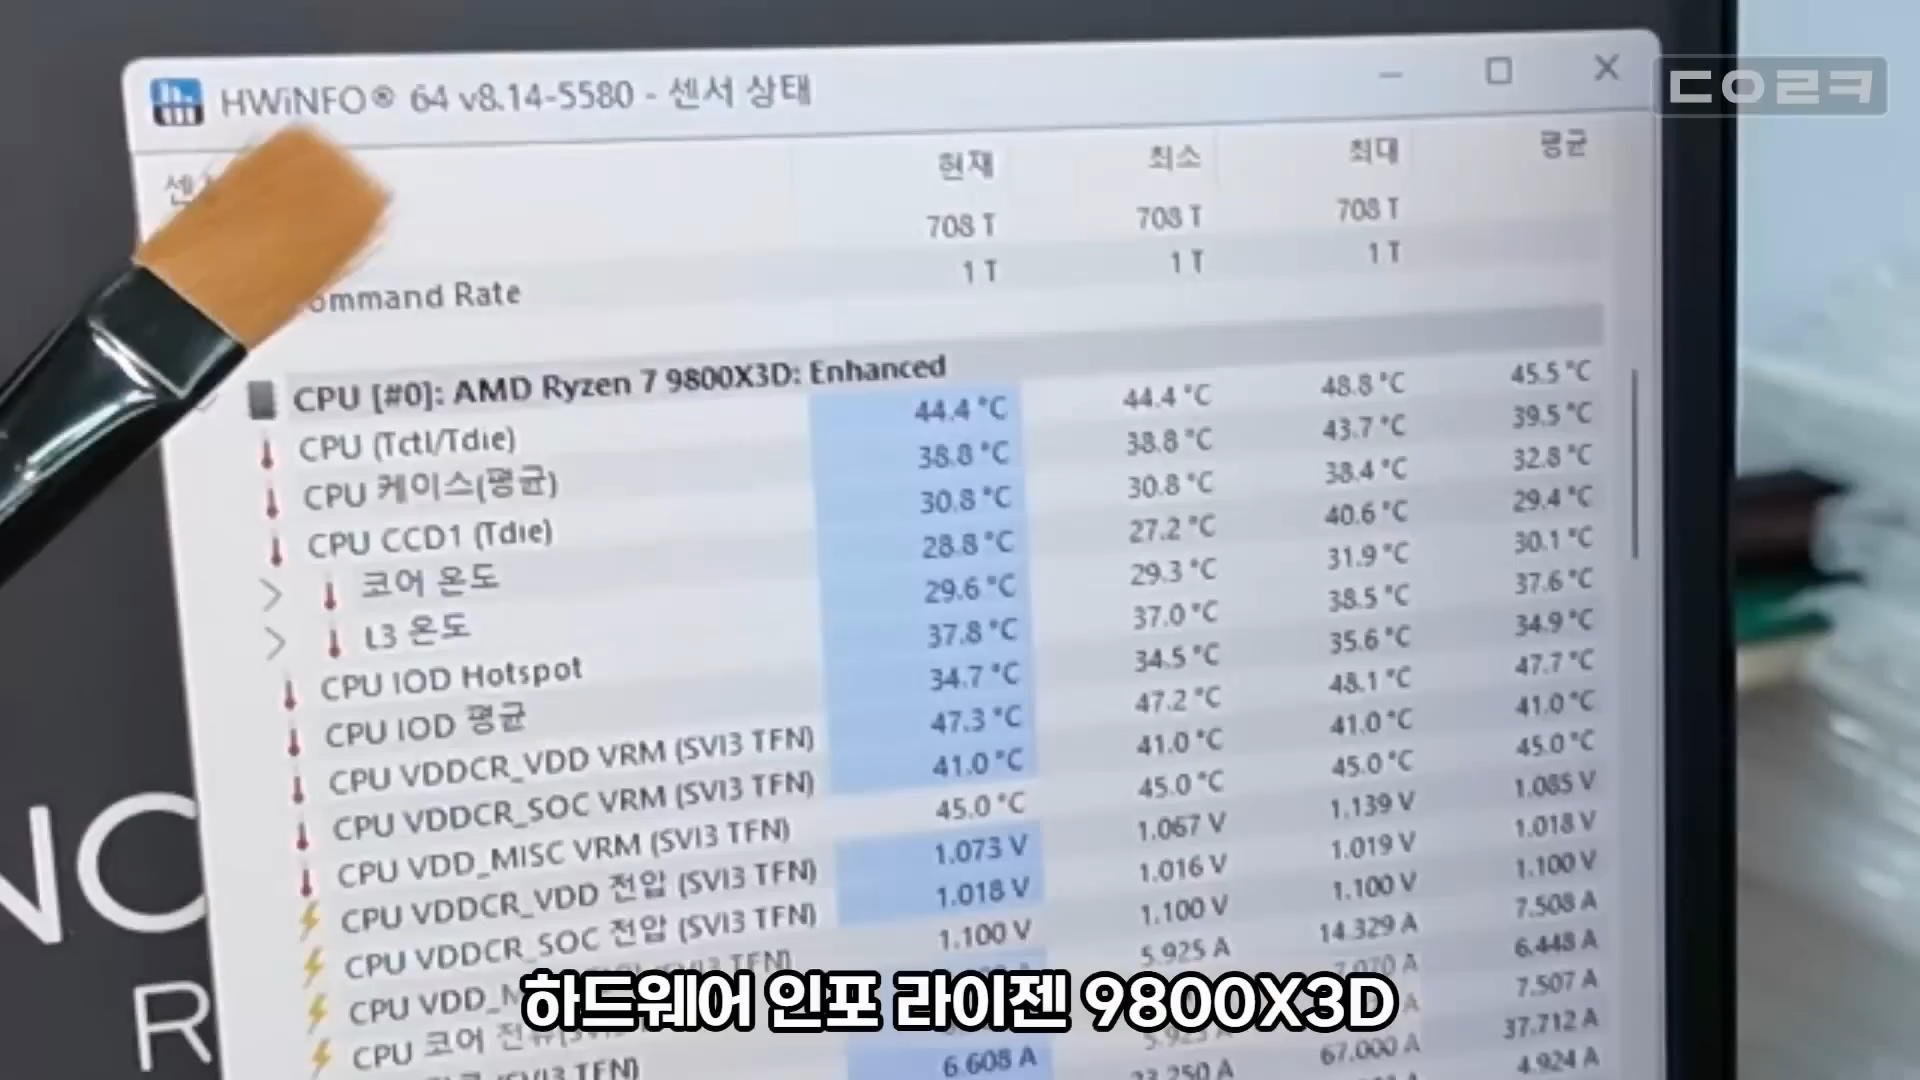 HWiNFO® 64 v8.14-5580 - 센서 상태
ㄷㅇㄹㅋ
현재 최소 최대 평균
708 T 708 T 708 T
Command Rate 1 T 1 T 1 T
CPU [#0]: AMD Ryzen 7 9800X3D: Enhanced
CPU (Tctl/Tdie) 44.4 °C 44.4 °C 48.8 °C 45.5 °C
CPU 케이스(평균) 38.8 °C 38.8 °C 43.7 °C 39.5 °C
CPU CCD1 (Tdie) 30.8 °C 30.8 °C 38.4 °C 32.8 °C
코어 온도 28.8 °C 27.2 °C 40.6 °C 29.4 °C
L3 온도 29.6 °C 29.3 °C 31.9 °C 30.1 °C
CPU IOD Hotspot 37.8 °C 37.0 °C 38.5 °C 37.6 °C
CPU IOD 평균 34.7 °C 34.5 °C 35.6 °C 34.9 °C
CPU VDDCR_VDD VRM (SVI3 TFN) 47.3 °C 47.2 °C 48.1 °C 47.7 °C
CPU VDDCR_SOC VRM (SVI3 TFN) 41.0 °C 41.0 °C 41.0 °C 41.0 °C
CPU VDD_MISC VRM (SVI3 TFN) 45.0 °C 45.0 °C 45.0 °C 45.0 °C
CPU VDDCR_VDD 전압 (SVI3 TFN) 1.073 V 1.067 V 1.139 V 1.085 V
CPU VDDCR_SOC 전압 (SVI3 TFN) 1.018 V 1.016 V 1.019 V 1.018 V
CPU VDD_M 1.100 V 1.100 V 1.100 V 1.100 V
CPU 코어 5.925 A 14.329 A 7.508 A
6.448 A
6.608 A 7.507 A
23.250 A 67.000 A 37.712 A
4.924 A
하드웨어 인포 라이젠 9800X3D